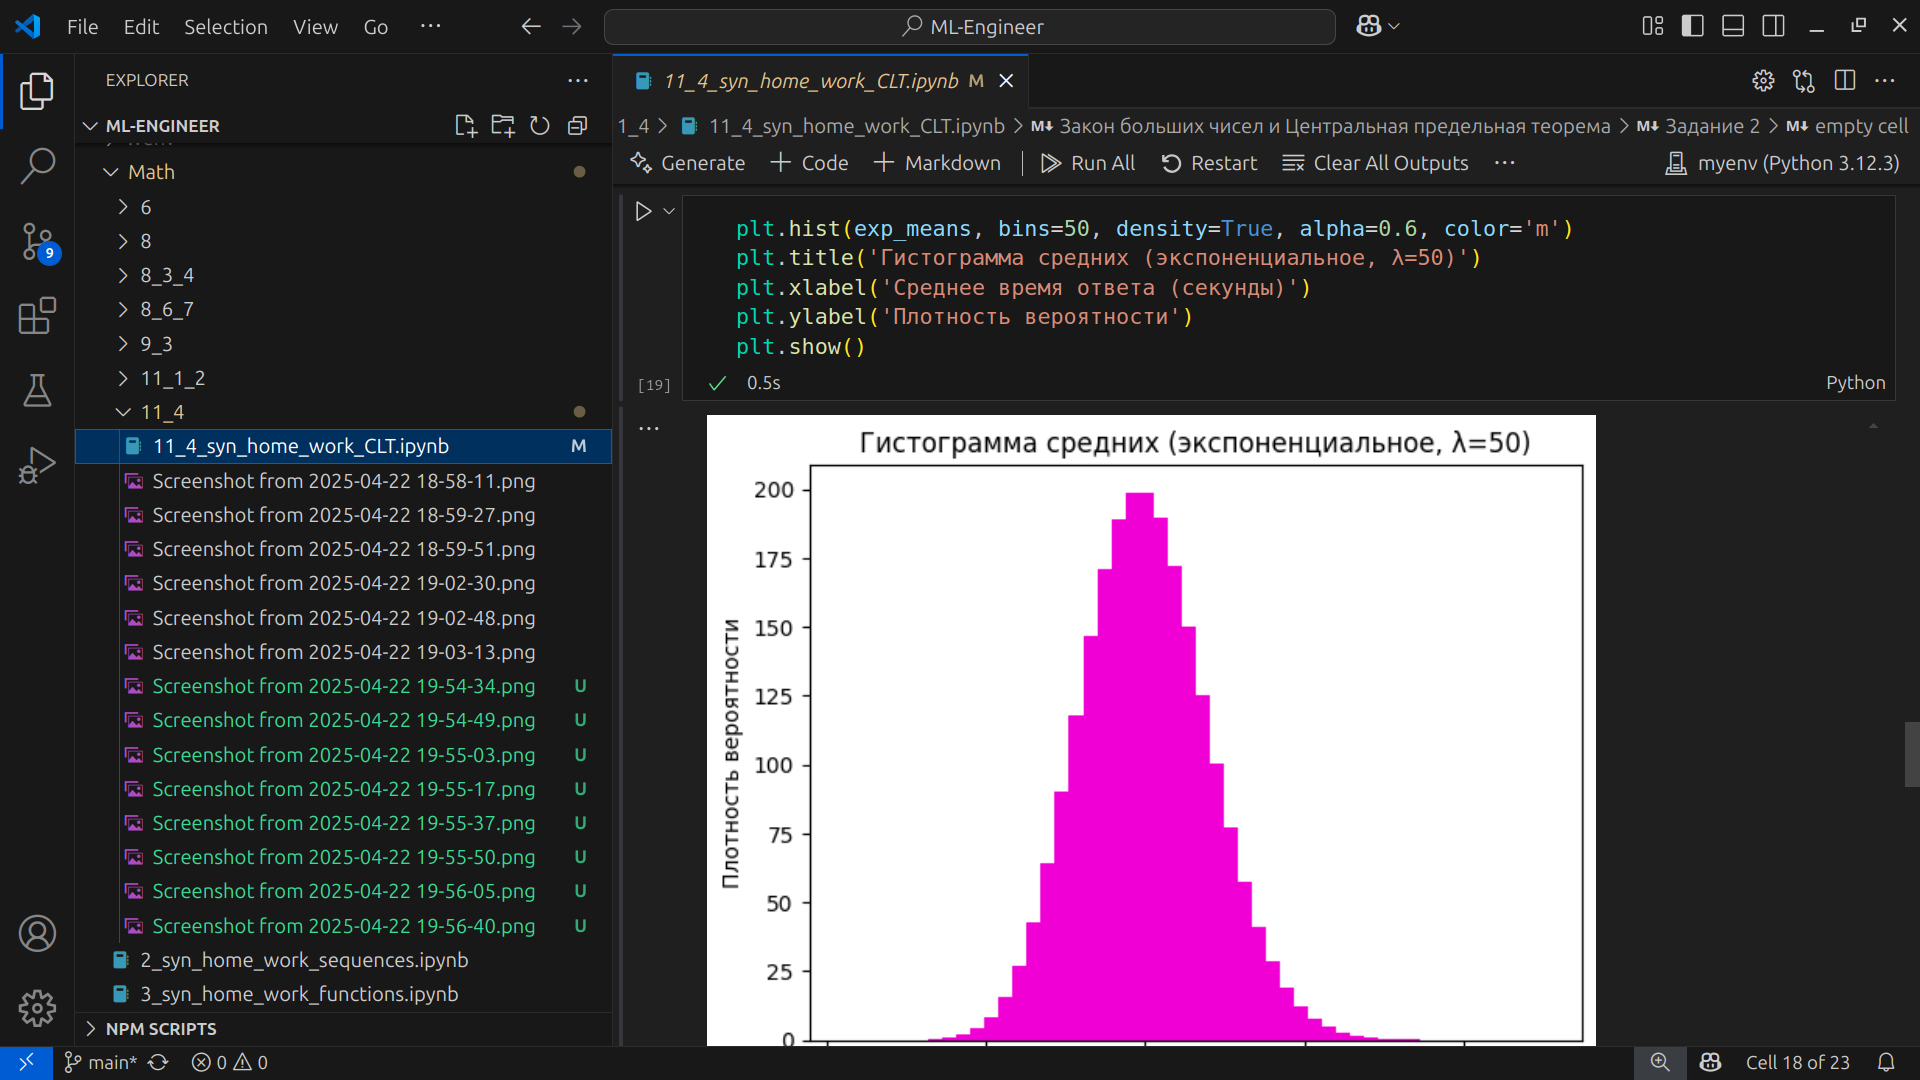 File Edit Selection View Go ···
ML-Engineer
EXPLORER
ML-ENGINEER
Math
6
8
8_3_4
8_6_7
9_3
11_1_2
11_4
11_4_syn_home_work_CLT.ipynb M
Screenshot from 2025-04-22 18-58-11.png
Screenshot from 2025-04-22 18-59-27.png
Screenshot from 2025-04-22 18-59-51.png
Screenshot from 2025-04-22 19-02-30.png
Screenshot from 2025-04-22 19-02-48.png
Screenshot from 2025-04-22 19-03-13.png
Screenshot from 2025-04-22 19-54-34.png U
Screenshot from 2025-04-22 19-54-49.png U
Screenshot from 2025-04-22 19-55-03.png U
Screenshot from 2025-04-22 19-55-17.png U
Screenshot from 2025-04-22 19-55-37.png U
Screenshot from 2025-04-22 19-55-50.png U
Screenshot from 2025-04-22 19-56-05.png U
Screenshot from 2025-04-22 19-56-40.png U
2_syn_home_work_sequences.ipynb
3_syn_home_work_functions.ipynb
NPM SCRIPTS
9
11_4_syn_home_work_CLT.ipynb M
1_4 > 11_4_syn_home_work_CLT.ipynb > M Закон больших чисел и Центральная предельная теорема > M Задание 2 > M empty cell
Generate + Code + Markdown Run All Restart Clear All Outputs ··· myenv (Python 3.12.3)
plt.hist(exp_means, bins=50, density=True, alpha=0.6, color='m')
plt.title('Гистограмма средних (экспоненциальное, λ=50)')
plt.xlabel('Среднее время ответа (секунды)')
plt.ylabel('Плотность вероятности')
plt.show()
[19] ✓ 0.5s Python
Гистограмма средних (экспоненциальное, λ=50)
Плотность вероятности
200
175
150
125
100
75
50
25
0
main* 0 0 Cell 18 of 23